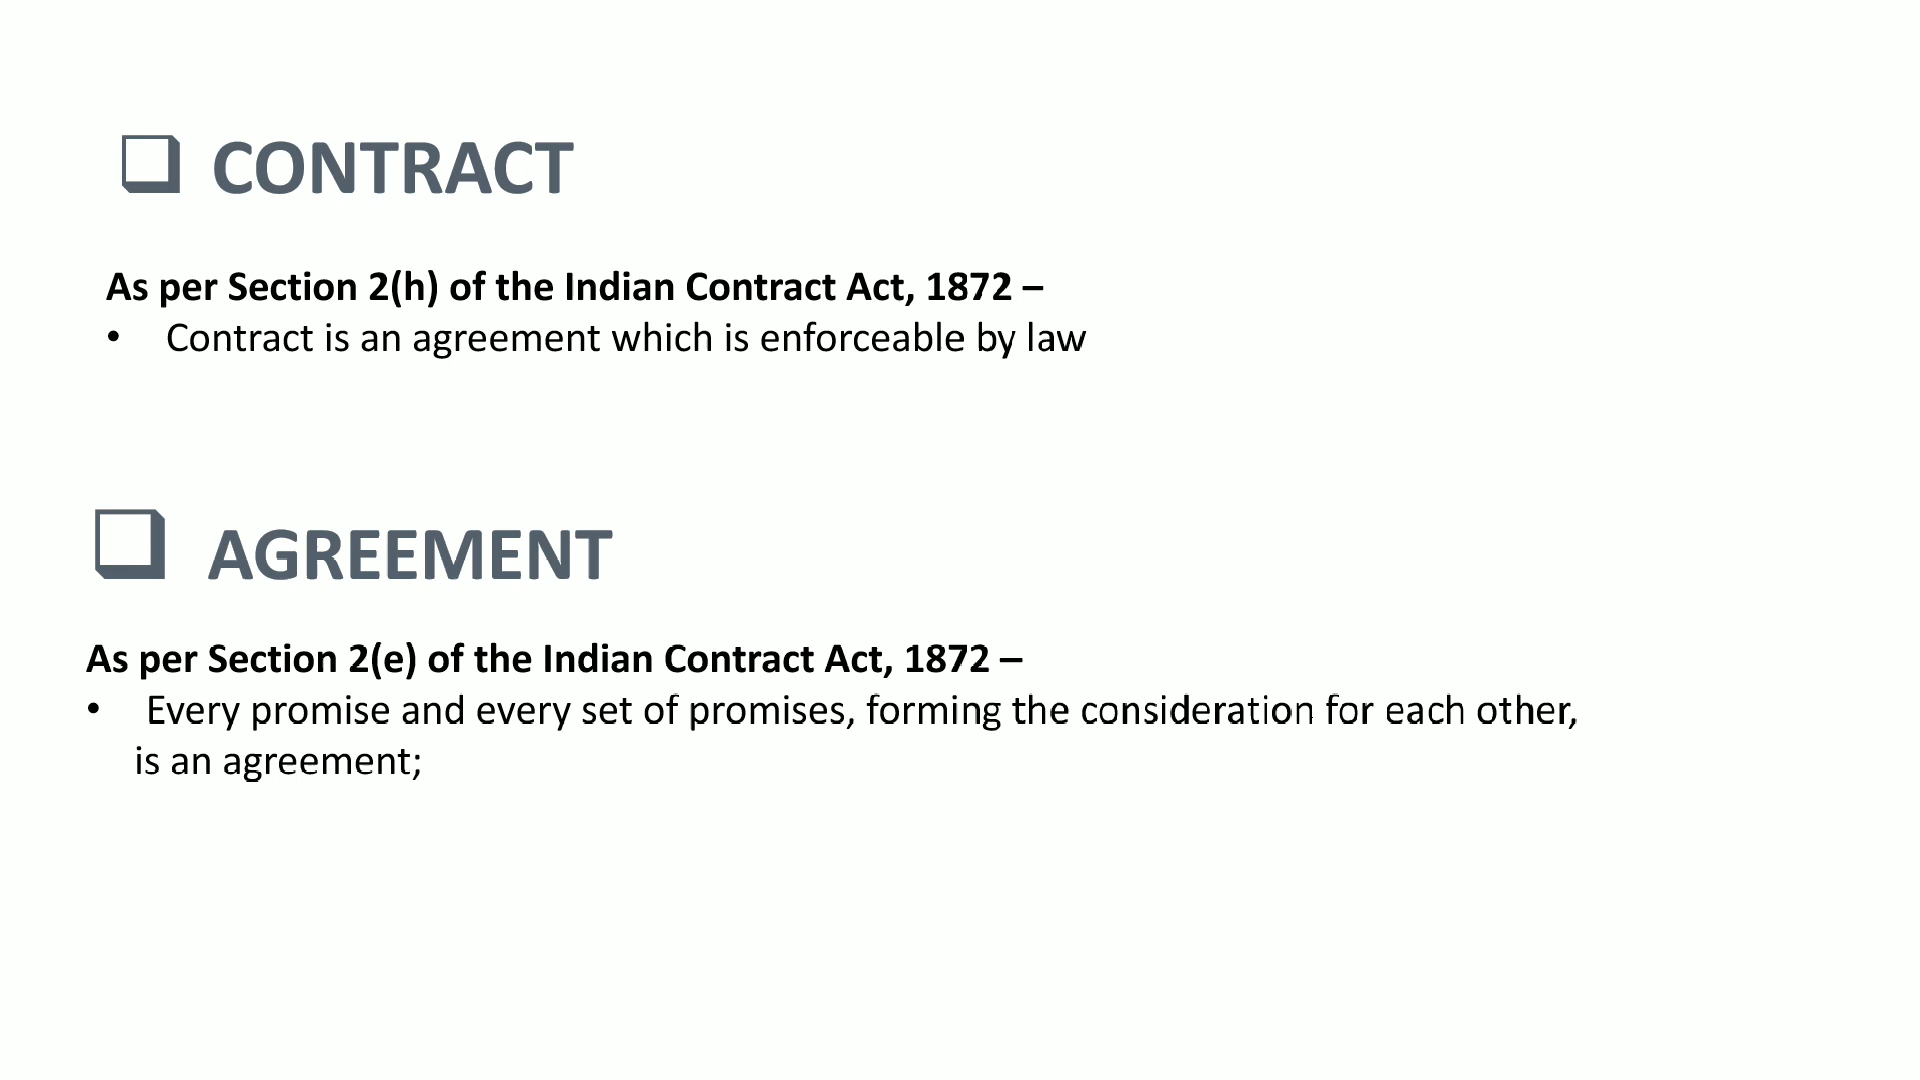 ❑ CONTRACT
As per Section 2(h) of the Indian Contract Act, 1872 –
• Contract is an agreement which is enforceable by law
❑ AGREEMENT
As per Section 2(e) of the Indian Contract Act, 1872 –
• Every promise and every set of promises, forming the consideration for each other,
is an agreement;